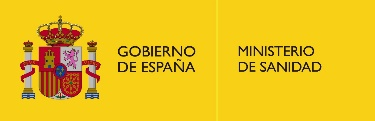 GOBIERNO
DE ESPAÑA
MINISTERIO
DE SANIDAD